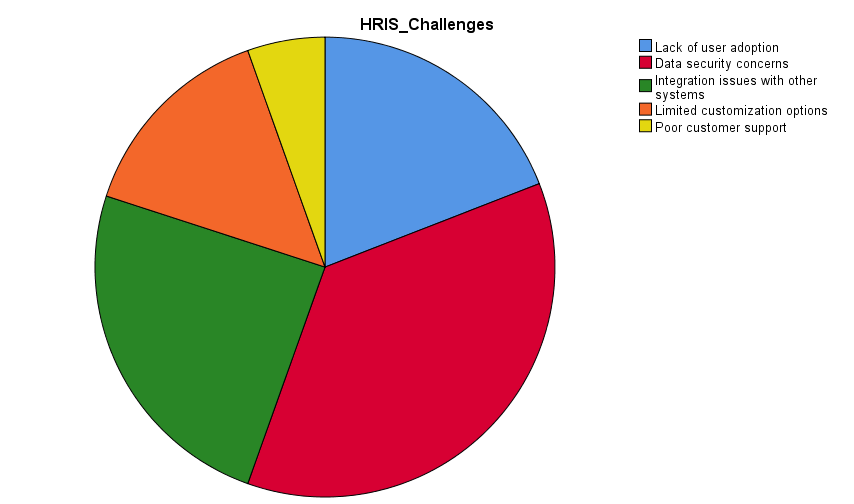 HRIS_Challenges
Lack of user adoption
Data security concerns
Integration issues with other
systems
Limited customization options
Poor customer support